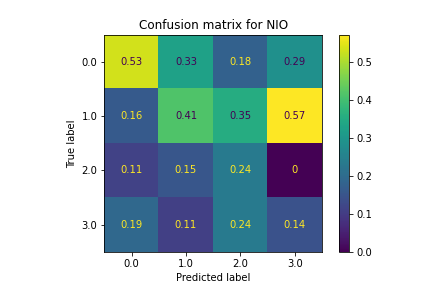 Confusion matrix for NIO
True label
0.0 0.53 0.33 0.18 0.29
1.0 0.16 0.41 0.35 0.57
2.0 0.11 0.15 0.24 0
3.0 0.19 0.11 0.24 0.14
0.0 1.0 2.0 3.0
Predicted label
0.5
0.4
0.3
0.2
0.1
0.0